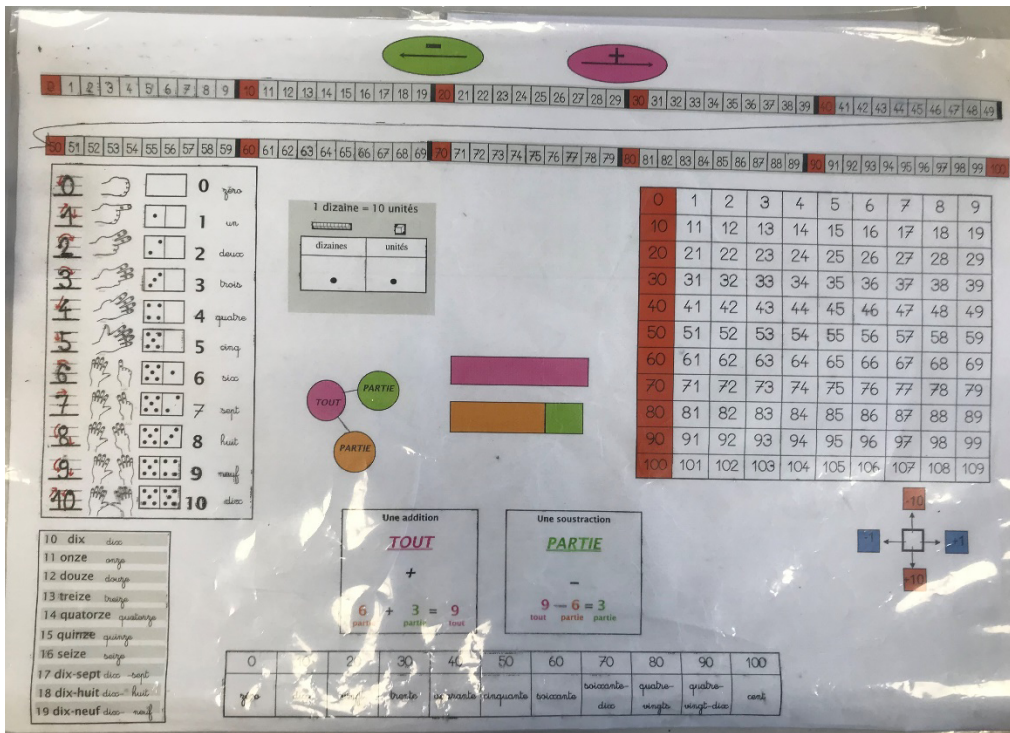 - +
0 1 2 3 4 5 6 7 8 9 10 11 12 13 14 15 16 17 18 19 20 21 22 23 24 25 26 27 28 29 30 31 32 33 34 35 36 37 38 39 40 41 42 43 44 45 46 47 48 49
50 51 52 53 54 55 56 57 58 59 60 61 62 63 64 65 66 67 68 69 70 71 72 73 74 75 76 77 78 79 80 81 82 83 84 85 86 87 88 89 90 91 92 93 94 95 96 97 98 99 100
0 0 zéro
1 1 un
2 2 deux
3 3 trois
4 4 quatre
5 5 cinq
6 6 six
7 7 sept
8 8 huit
9 9 neuf
10 10 dix
1 dizaine = 10 unités
1
dizaines unités
0 1 2 3 4 5 6 7 8 9
10 11 12 13 14 15 16 17 18 19
20 21 22 23 24 25 26 27 28 29
30 31 32 33 34 35 36 37 38 39
40 41 42 43 44 45 46 47 48 49
50 51 52 53 54 55 56 57 58 59
60 61 62 63 64 65 66 67 68 69
70 71 72 73 74 75 76 77 78 79
80 81 82 83 84 85 86 87 88 89
90 91 92 93 94 95 96 97 98 99
100 101 102 103 104 105 106 107 108 109
PARTIE
TOUT
PARTIE
-10
-1 +1
+10
10 dix dix
11 onze onze
12 douze douze
13 treize treize
14 quatorze quatorze
15 quinze quinze
16 seize seize
17 dix-sept dix-sept
18 dix-huit dix-huit
19 dix-neuf dix-neuf
Une addition
TOUT
+
6 + 3 = 9
partie partie tout
Une soustraction
PARTIE
–
9 – 6 = 3
tout partie partie
0 10 20 30 40 50 60 70 80 90 100
zéro vingt trente quarante cinquante soixante soixante-dix quatre-vingts quatre-vingt-dix cent